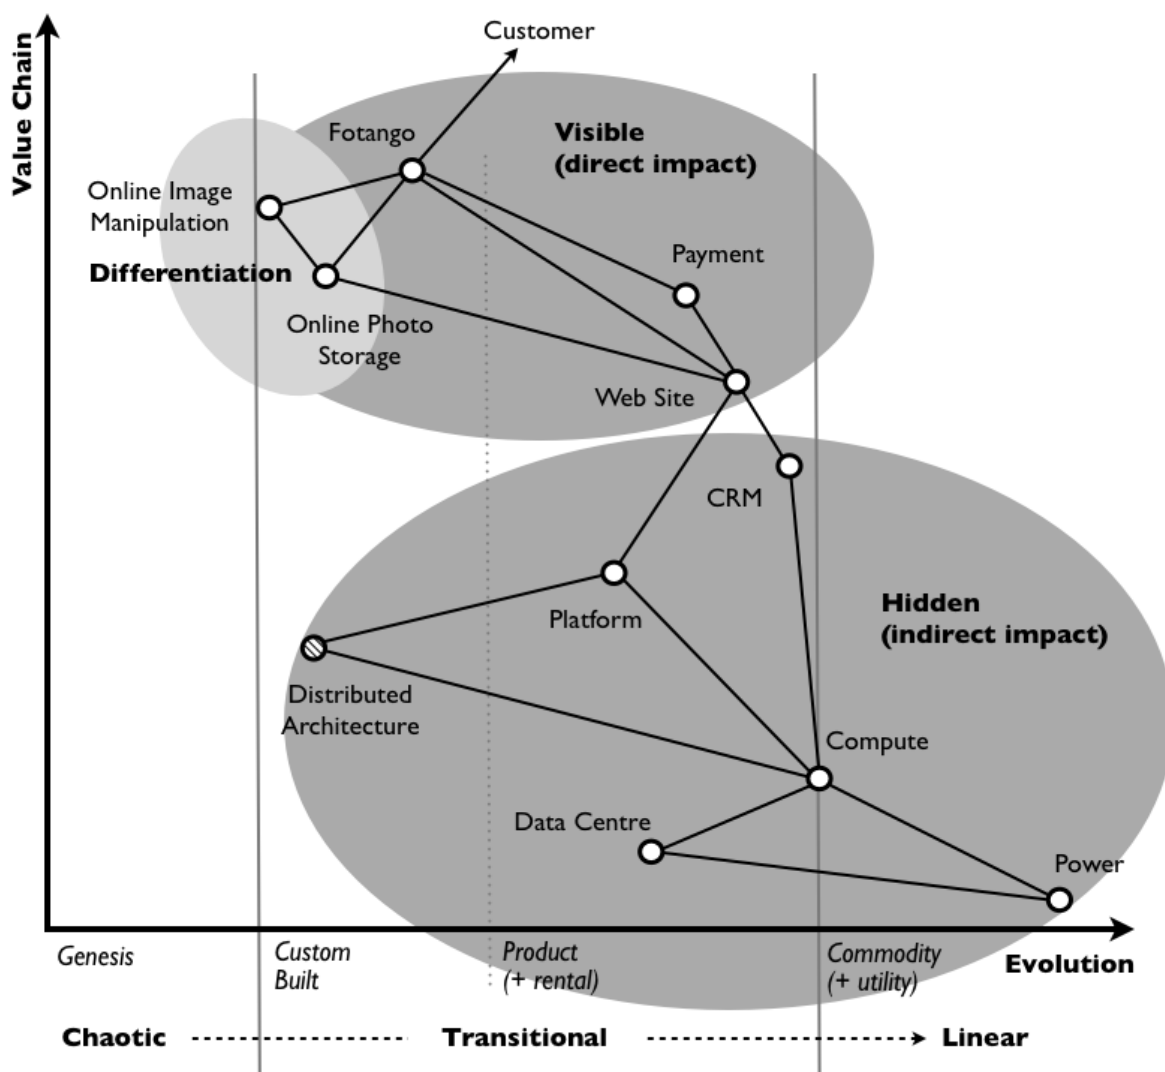 Customer
Value Chain
Fotango
Visible
(direct impact)
Online Image
Manipulation
Payment
Differentiation
Online Photo
Storage
Web Site
CRM
Platform
Hidden
(indirect impact)
Distributed
Architecture
Compute
Data Centre
Power
Genesis
Custom
Built
Product
(+ rental)
Commodity
(+ utility)
Evolution
Chaotic
Transitional
Linear